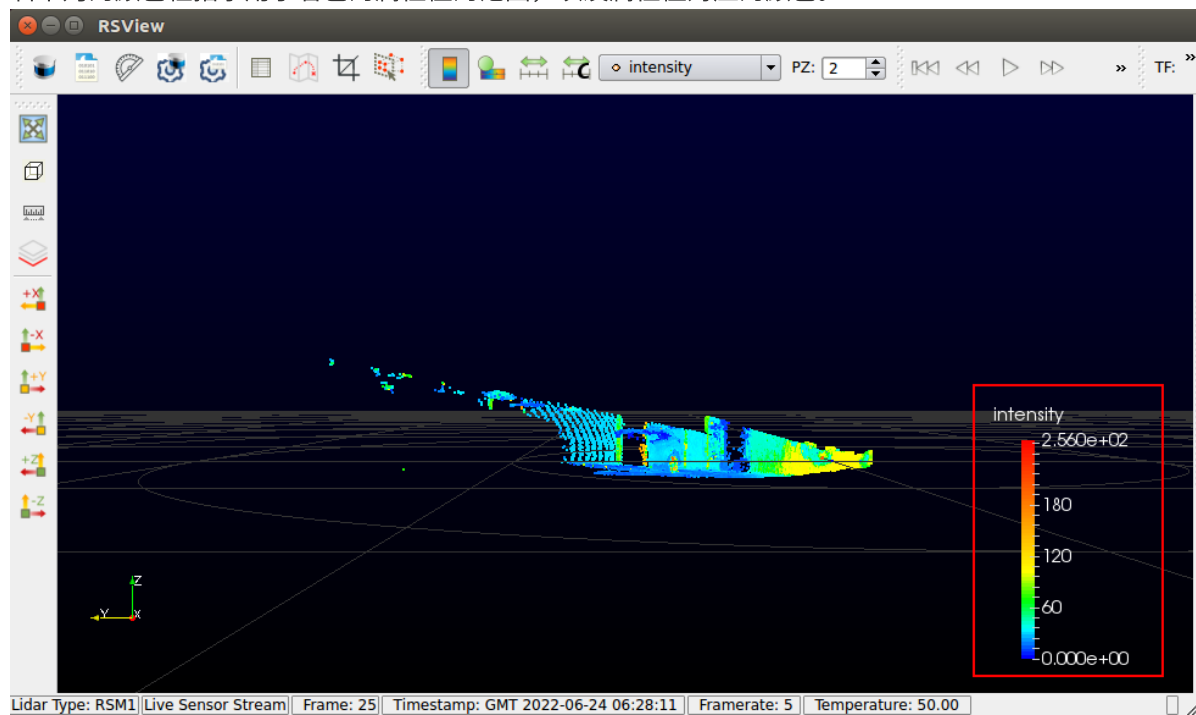 RSView
intensity
PZ: 2
»
TF:
»
+X
-X
+Y
-Y
+Z
-Z
intensity
2.560e+02
180
120
60
0.000e+00
Z
Y
X
Lidar Type: RSM1 Live Sensor Stream Frame: 25 Timestamp: GMT 2022-06-24 06:28:11 Framerate: 5 Temperature: 50.00